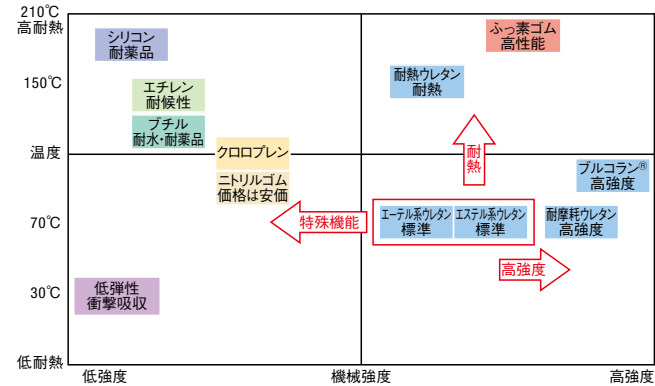 210℃
高耐熱
シリコン
耐薬品
ふっ素ゴム
高性能
150℃
エチレン
耐候性
耐熱ウレタン
耐熱
ブチル
耐水・耐薬品
クロロプレン
耐
熱
温度
ニトリルゴム
価格は安価
ブルコラン®
高強度
70℃
特殊機能
エーテル系ウレタン
標準
エステル系ウレタン
標準
耐摩耗ウレタン
高強度
高強度
30℃
低弾性
衝撃吸収
低耐熱
低強度
機械強度
高強度